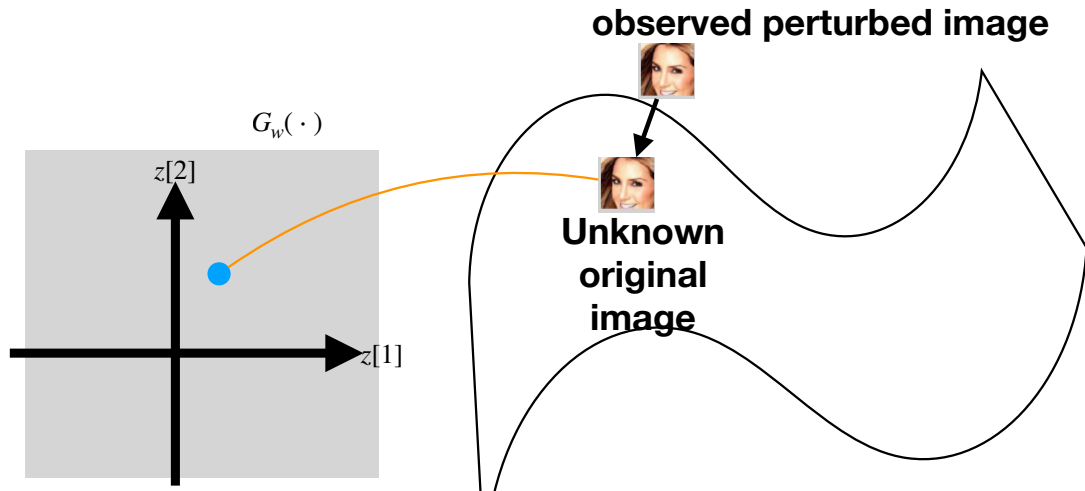 observed perturbed image
G_w( · )
z[2]
Unknown
original
image
z[1]